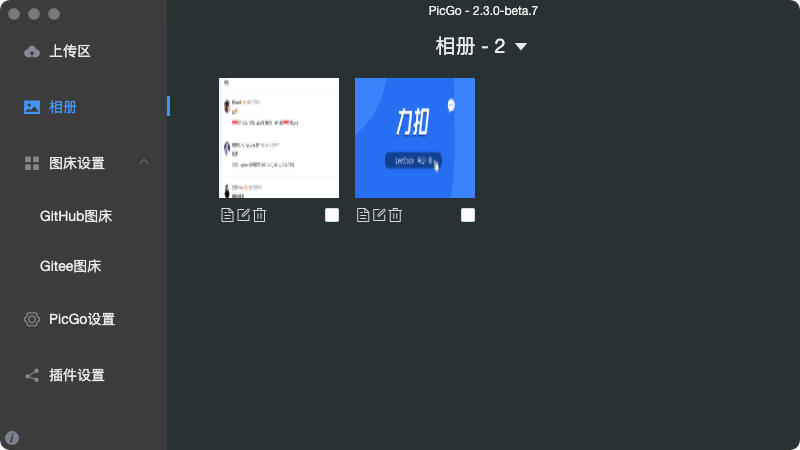 PicGo - 2.3.0-beta.7
上传区
相册
图床设置
GitHub图床
Gitee图床
PicGo设置
插件设置
相册 - 2
力扣